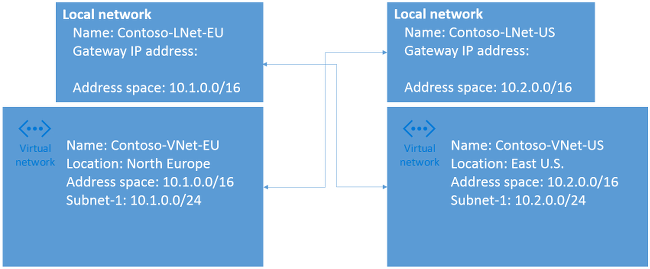 Local network
Name: Contoso-LNet-EU
Gateway IP address:
Address space: 10.1.0.0/16
Local network
Name: Contoso-LNet-US
Gateway IP address:
Address space: 10.2.0.0/16
Virtual
network
Name: Contoso-VNet-EU
Location: North Europe
Address space: 10.1.0.0/16
Subnet-1: 10.1.0.0/24
Virtual
network
Name: Contoso-VNet-US
Location: East U.S.
Address space: 10.2.0.0/16
Subnet-1: 10.2.0.0/24